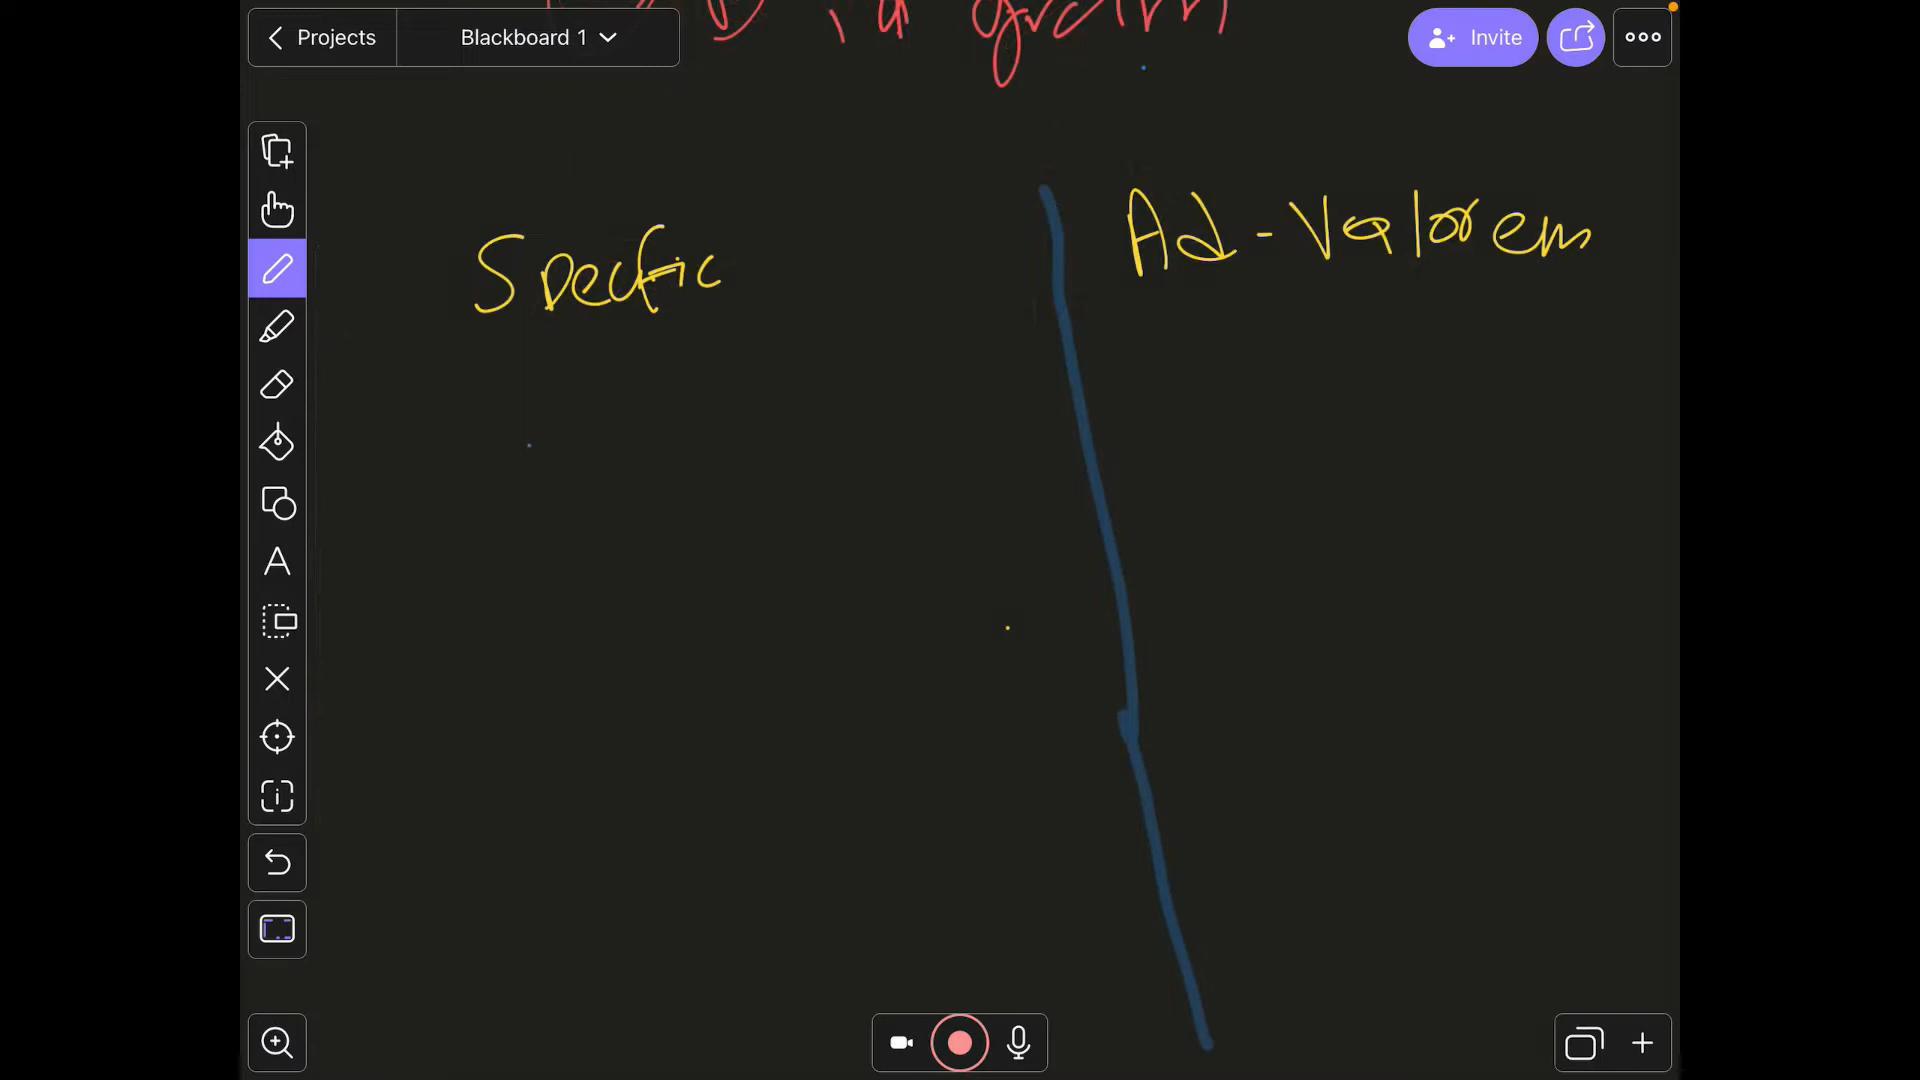 Projects
Blackboard 1
Invite
Ad-Valorem
Specfic
A